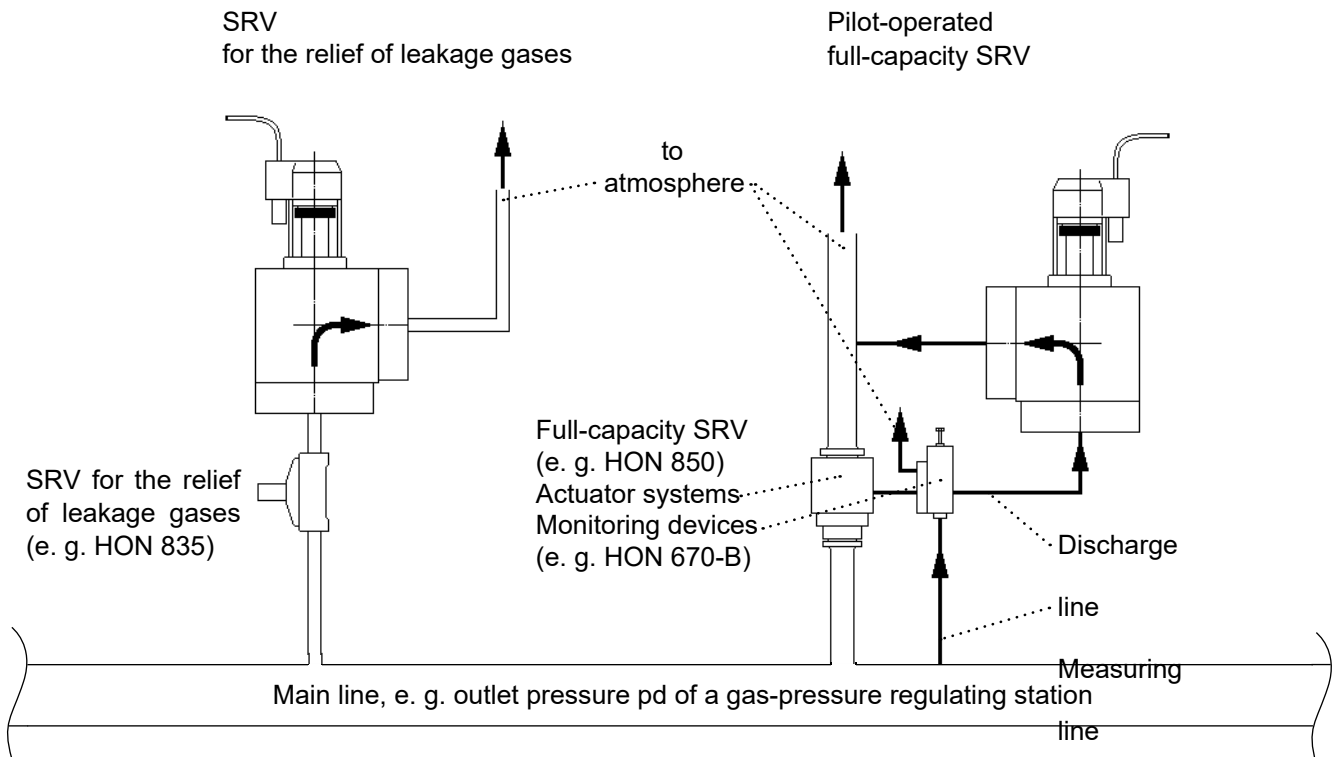 SRV
for the relief of leakage gases
Pilot-operated
full-capacity SRV
to
atmosphere
SRV for the relief
of leakage gases
(e. g. HON 835)
Full-capacity SRV
(e. g. HON 850)
Actuator systems
Monitoring devices
(e. g. HON 670-B)
Discharge
line
Measuring
line
Main line, e. g. outlet pressure pd of a gas-pressure regulating station